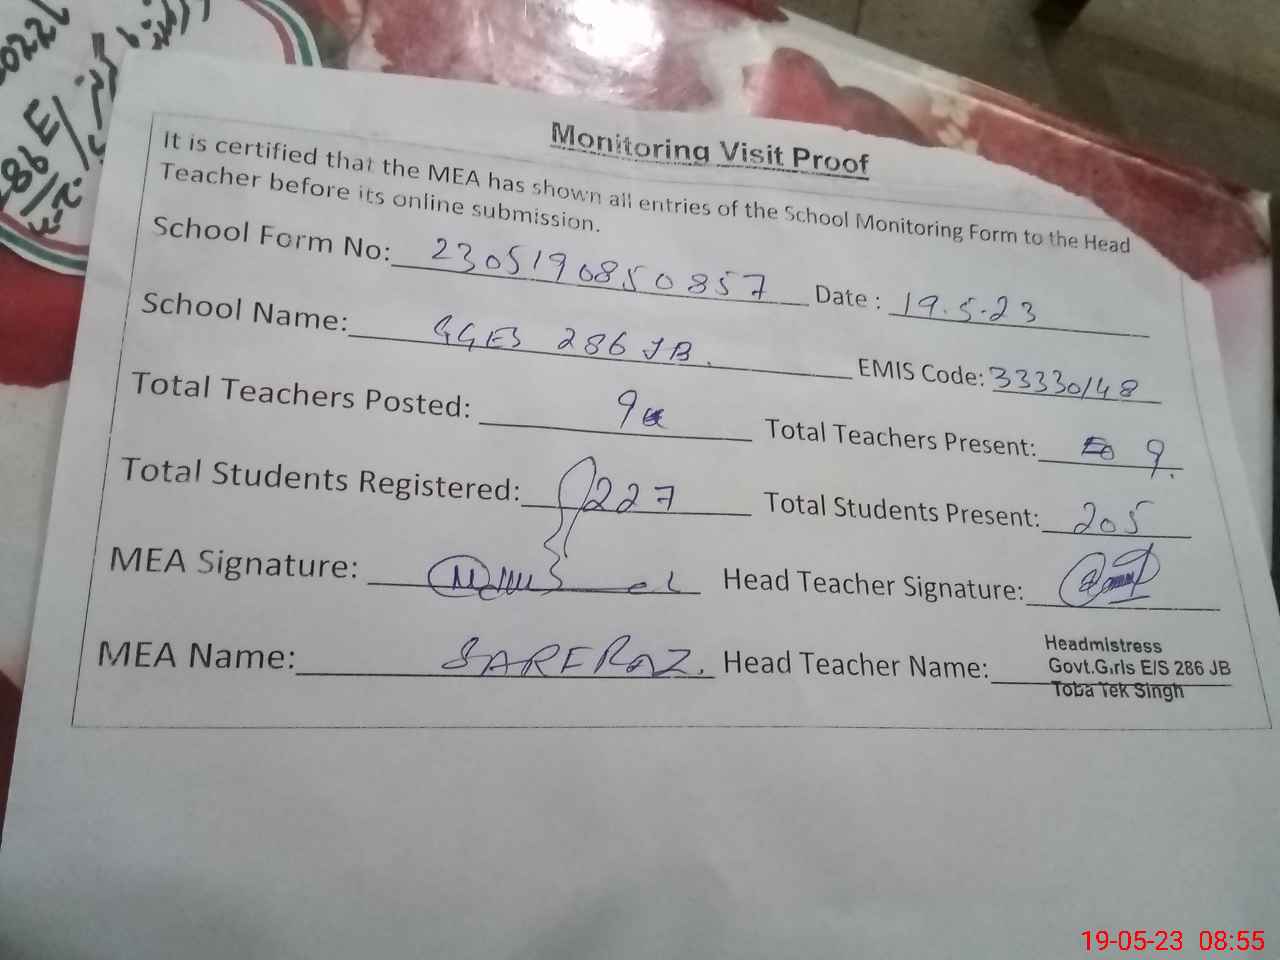 2022
286 E/
Monitoring Visit Proof
It is certified that the MEA has shown all entries of the School Monitoring Form to the Head
Teacher before its online submission.
School Form No: 230519085 0857 Date : 19.5.23
School Name: GGES 286 JB. EMIS Code: 33330148
Total Teachers Posted: 9 Total Teachers Present: 9.
Total Students Registered: 227 Total Students Present: 205
MEA Signature: Head Teacher Signature:
MEA Name: SARFRAZ. Head Teacher Name: Headmistress
Govt.Girls E/S 286 JB
Toba Tek Singh
19-05-23 08:55